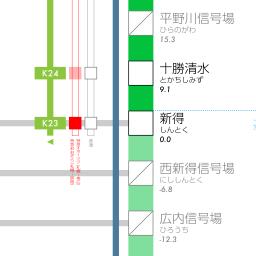 平野川信号場
ひらのがわ
15.3
K24
十勝清水
とかちしみず
9.1
K23
新得
しんとく
0.0
西新得信号場
にししんとく
-6.8
広内信号場
ひろうち
-12.3